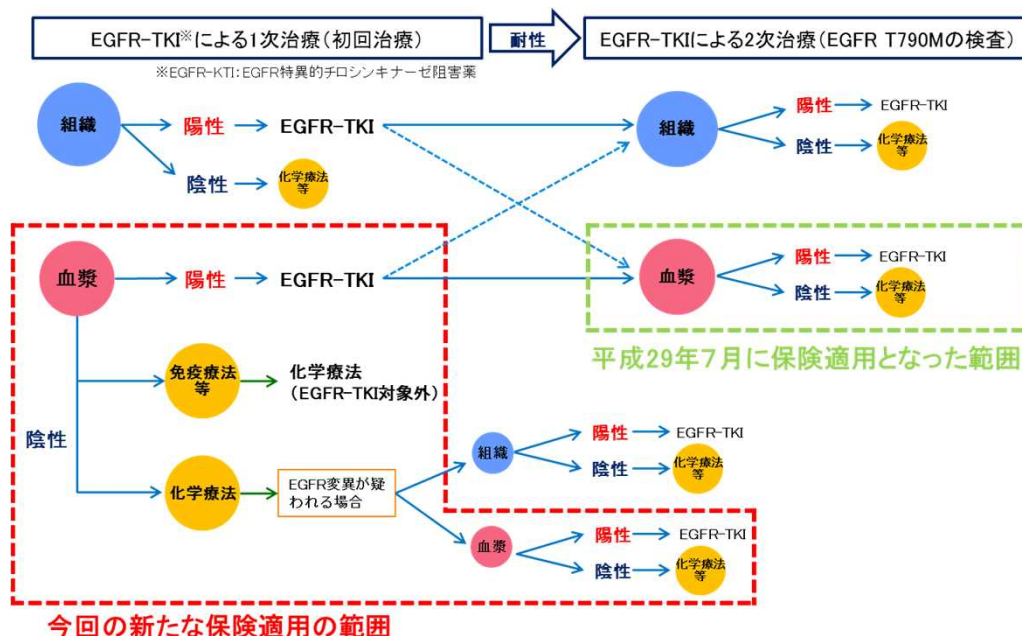 EGFR-TKI※による1次治療（初回治療）
耐性
EGFR-TKIによる2次治療（EGFR T790Mの検査）
※EGFR-KTI：EGFR特異的チロシンキナーゼ阻害薬
組織
陽性
EGFR-TKI
陰性
化学療法
等
組織
陽性
EGFR-TKI
陰性
化学療法
等
血漿
陽性
EGFR-TKI
血漿
陽性
EGFR-TKI
陰性
化学療法
等
平成29年7月に保険適用となった範囲
陰性
免疫療法
等
化学療法
（EGFR-TKI対象外）
化学療法
EGFR変異が疑
われる場合
組織
陽性
EGFR-TKI
陰性
化学療法
等
血漿
陽性
EGFR-TKI
陰性
化学療法
等
今回の新たな保険適用の範囲